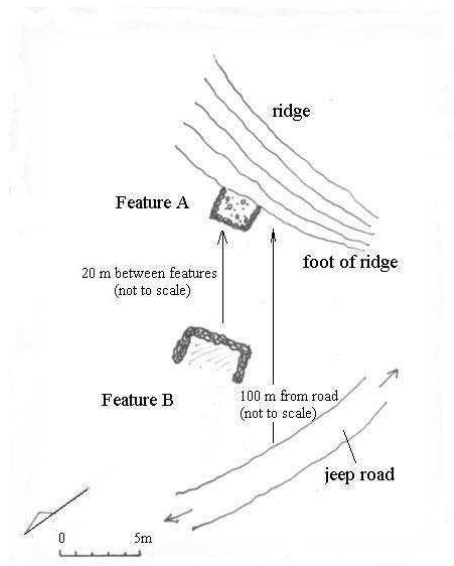 ridge
Feature A
foot of ridge
20 m between features
(not to scale)
Feature B
100 m from road
(not to scale)
jeep road
0 5m